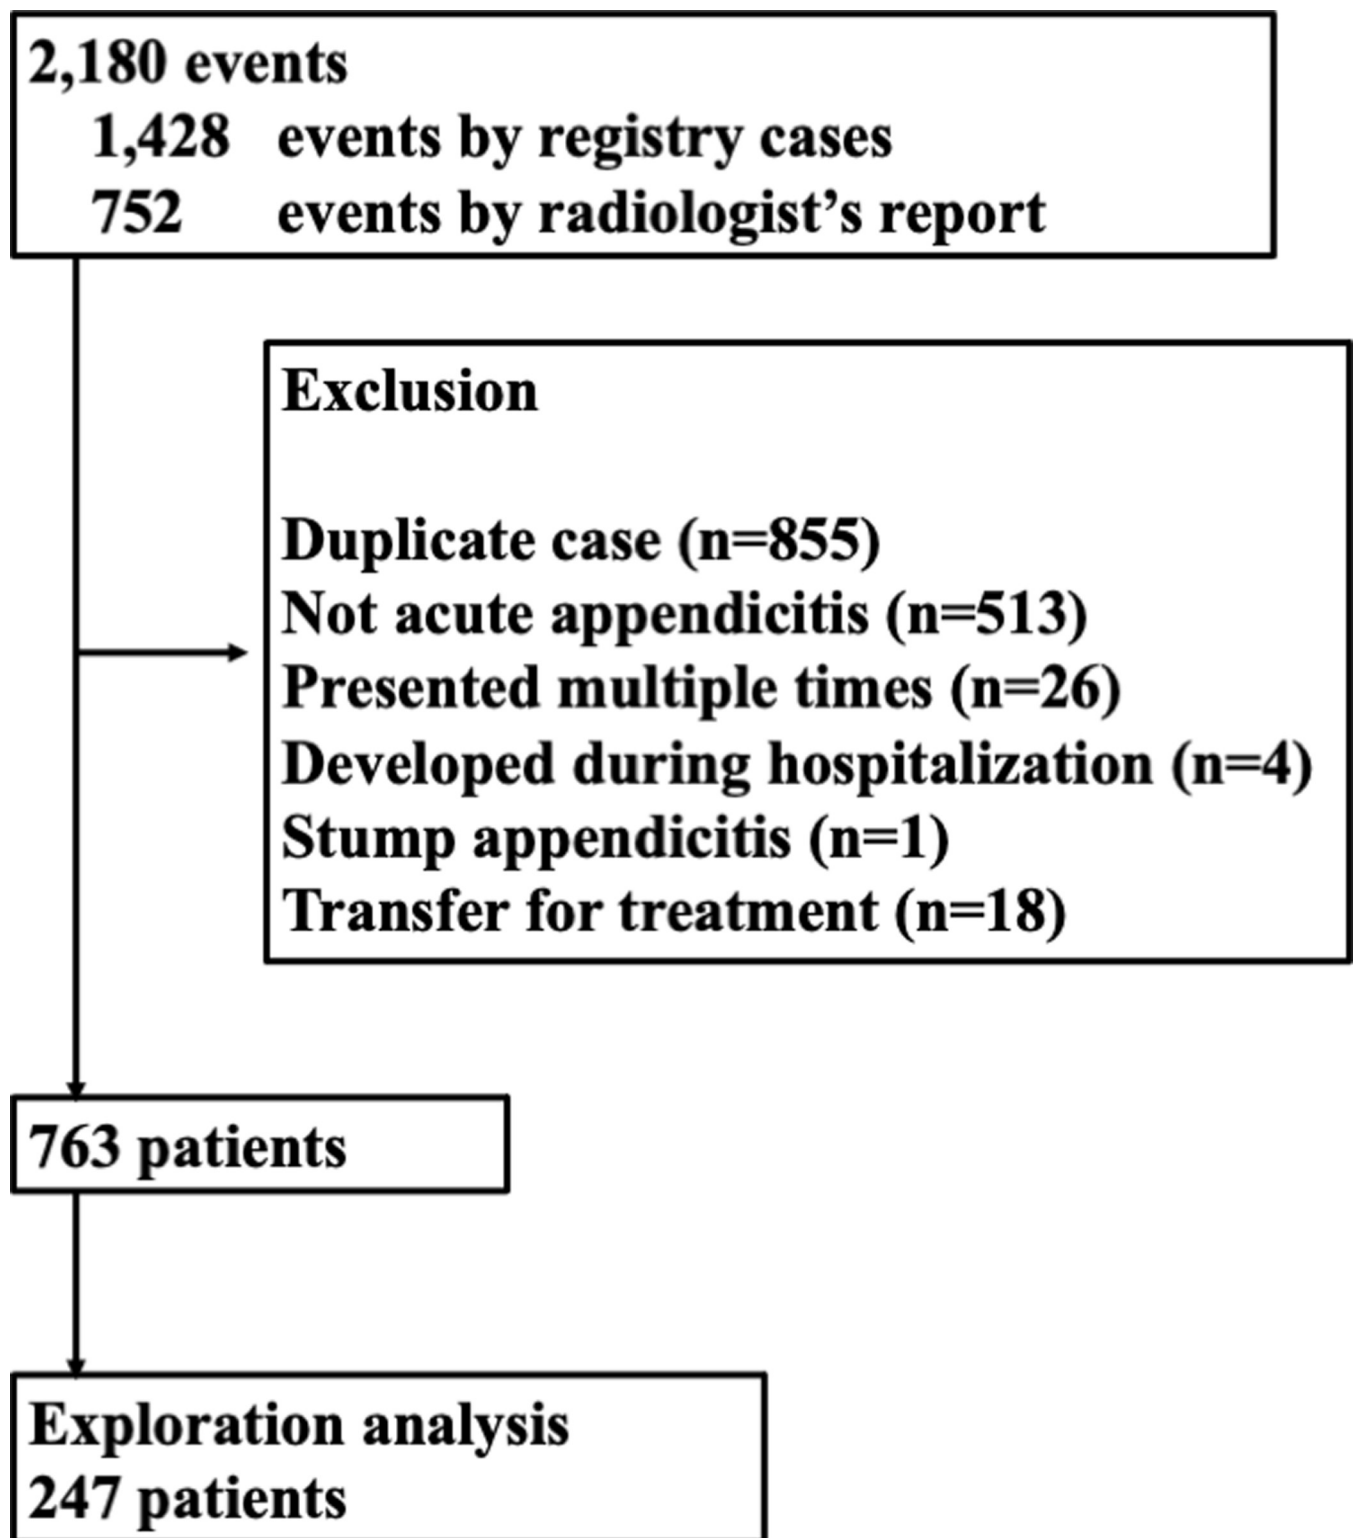 2,180 events
1,428 events by registry cases
752 events by radiologist’s report
Exclusion
Duplicate case (n=855)
Not acute appendicitis (n=513)
Presented multiple times (n=26)
Developed during hospitalization (n=4)
Stump appendicitis (n=1)
Transfer for treatment (n=18)
763 patients
Exploration analysis
247 patients